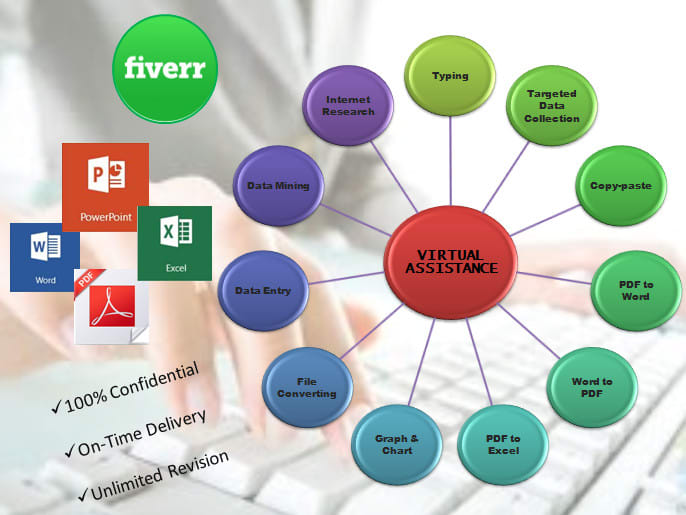 fiverr
PowerPoint
Word
Excel
PDF
✓100% Confidential
✓On-Time Delivery
✓Unlimited Revision
VIRTUAL
ASSISTANCE
Typing
Targeted
Data
Collection
Copy-paste
PDF to
Word
Word to
PDF
PDF to
Excel
Graph &
Chart
File
Converting
Data Entry
Data Mining
Internet
Research